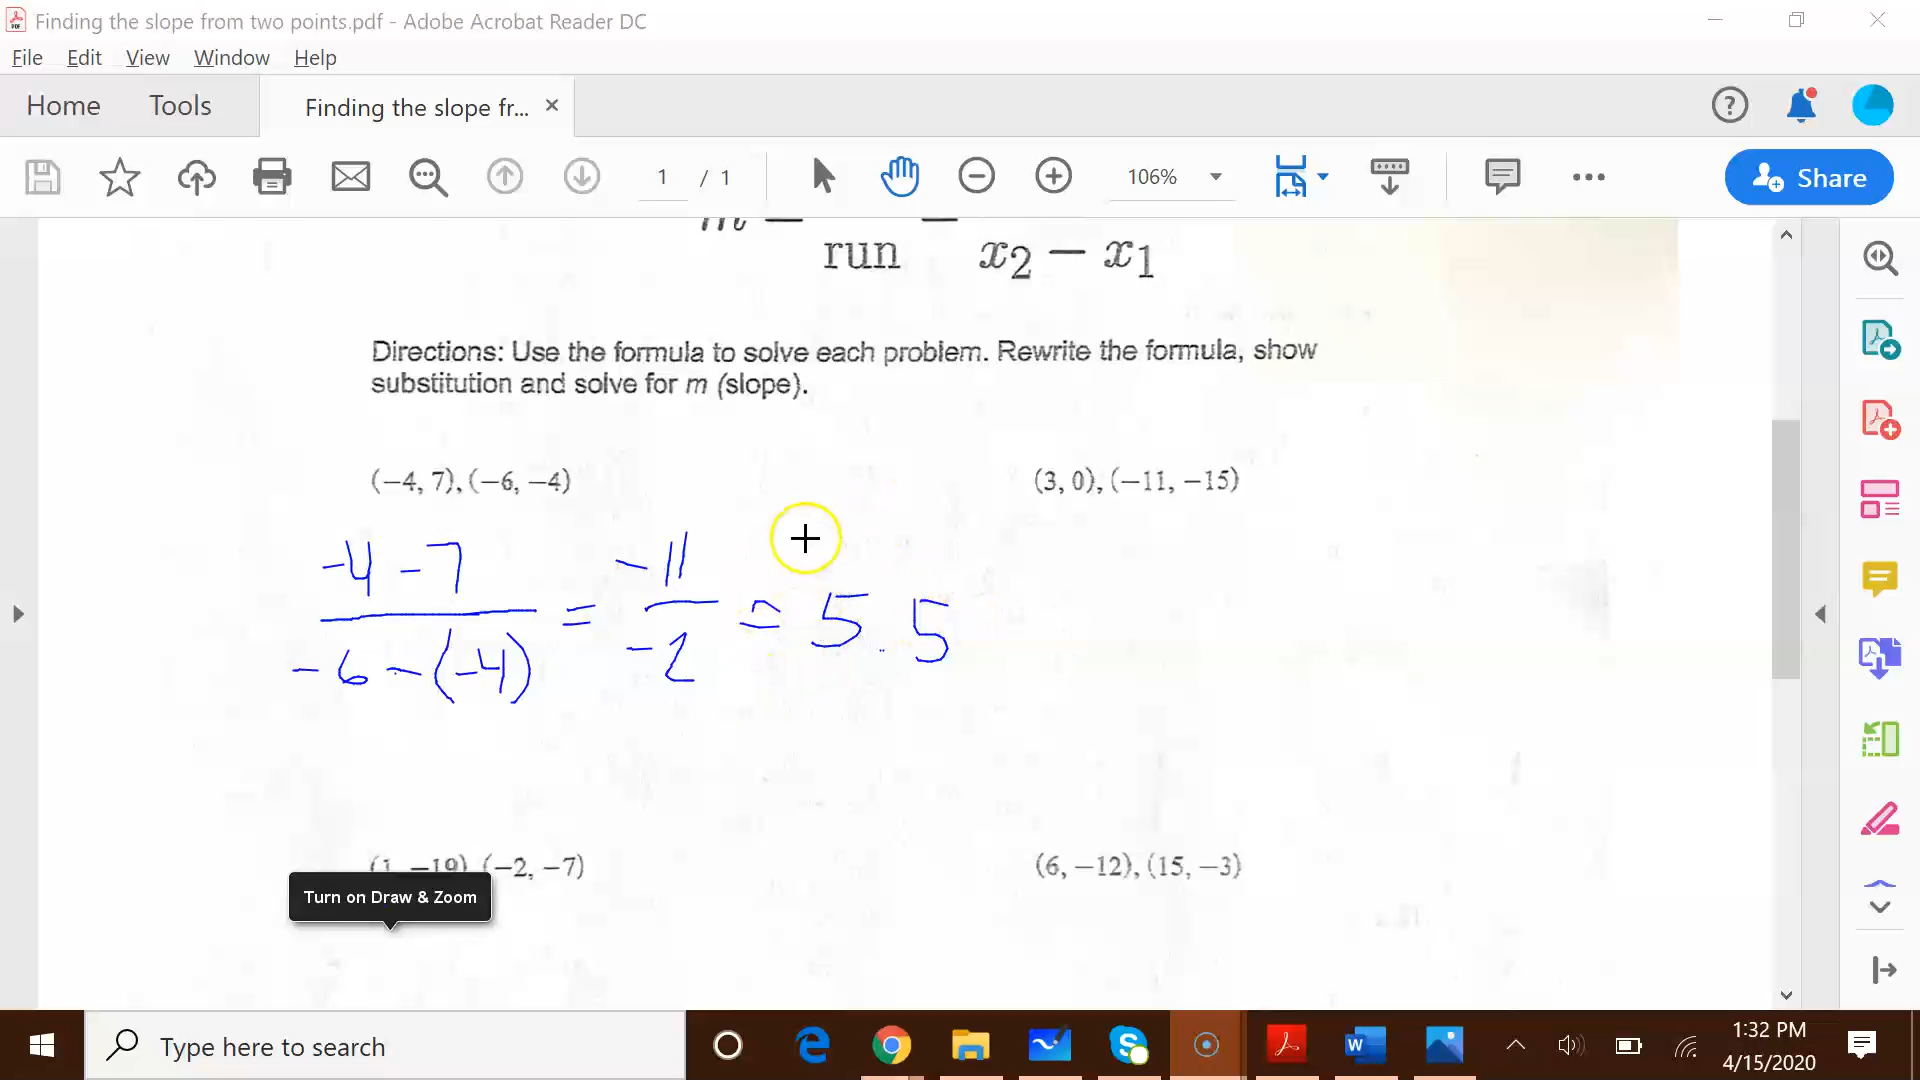 Finding the slope from two points.pdf - Adobe Acrobat Reader DC
File Edit View Window Help
Home Tools Finding the slope fr... ×
1 / 1 106% Share
m = =
run x₂ − x₁
Directions: Use the formula to solve each problem. Rewrite the formula, show
substitution and solve for m (slope).
(−4, 7), (−6, −4) (3, 0), (−11, −15)
-4 - 7 / -6 - (-4) = -11 / -2 = 5.5
(1, −19), (−2, −7) (6, −12), (15, −3)
Turn on Draw & Zoom
Type here to search
1:32 PM
4/15/2020